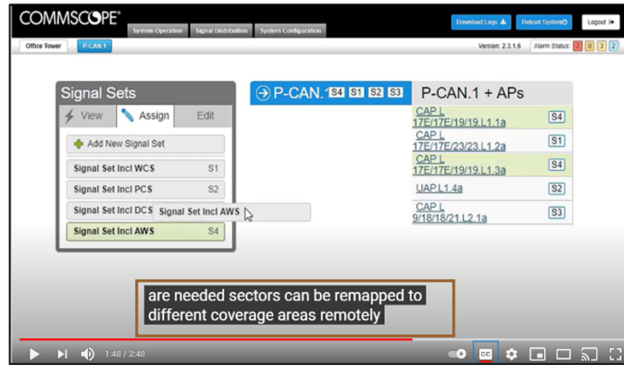 COMMSCOPE®
System Operation Signal Distribution System Configuration
Download Logs Reboot System Logout
Office Tower P-CAN.1 Version: 2.3.1.6 Alarm Status: 2 0 3 2
Signal Sets
View Assign Edit
Add New Signal Set
Signal Set Incl WCS S1
Signal Set Incl PCS S2
Signal Set Incl DCS Signal Set Incl AWS
Signal Set Incl AWS S4
P-CAN.1 S4 S1 S2 S3
P-CAN.1 + APs
CAP L
17E/17E/19/19.L1.1a S4
CAP L
17E/17E/23/23.L1.2a S1
CAP L
17E/17E/19/19.L1.3a S4
UAP.L1.4a S2
CAP L
9/18/18/21.L2.1a S3
are needed sectors can be remapped to
different coverage areas remotely
1:48 / 2:48
CC